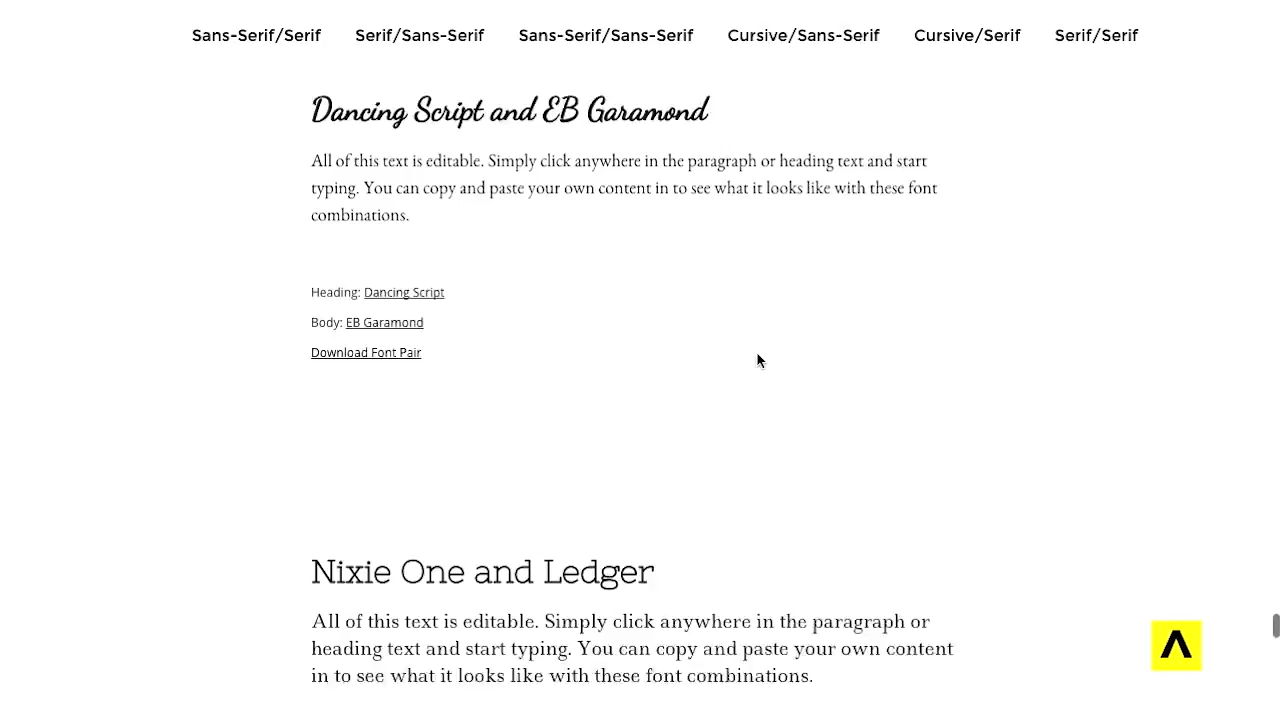 Sans-Serif/Serif Serif/Sans-Serif Sans-Serif/Sans-Serif Cursive/Sans-Serif Cursive/Serif Serif/Serif
Dancing Script and EB Garamond
All of this text is editable. Simply click anywhere in the paragraph or heading text and start
typing. You can copy and paste your own content in to see what it looks like with these font
combinations.
Heading: Dancing Script
Body: EB Garamond
Download Font Pair
Nixie One and Ledger
All of this text is editable. Simply click anywhere in the paragraph or
heading text and start typing. You can copy and paste your own content
in to see what it looks like with these font combinations.